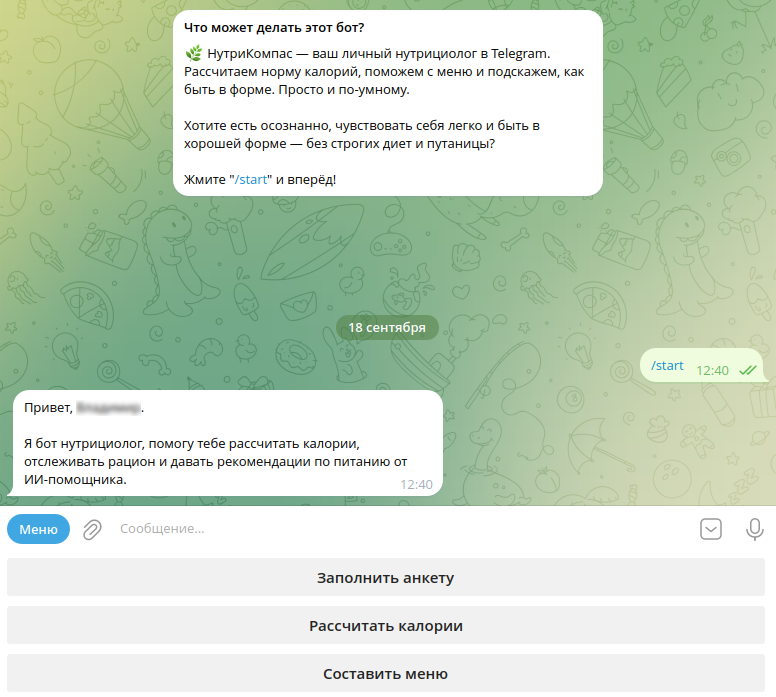 Что может делать этот бот?
🌿 НутриКомпас — ваш личный нутрициолог в Telegram.
Рассчитаем норму калорий, поможем с меню и подскажем, как
быть в форме. Просто и по-умному.
Хотите есть осознанно, чувствовать себя легко и быть в
хорошей форме — без строгих диет и путаницы?
Жмите "/start" и вперёд!
18 сентября
/start 12:40
Привет, .
Я бот нутрициолог, помогу тебе рассчитать калории,
отслеживать рацион и давать рекомендации по питанию от
ИИ-помощника. 12:40
Меню Сообщение...
Заполнить анкету
Рассчитать калории
Составить меню